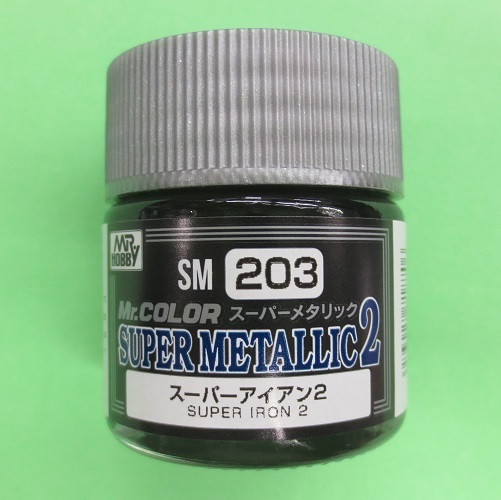 MR HOBBY
SM 203
Mr.COLOR スーパーメタリック
SUPER METALLIC 2
スーパーアイアン2
SUPER IRON 2